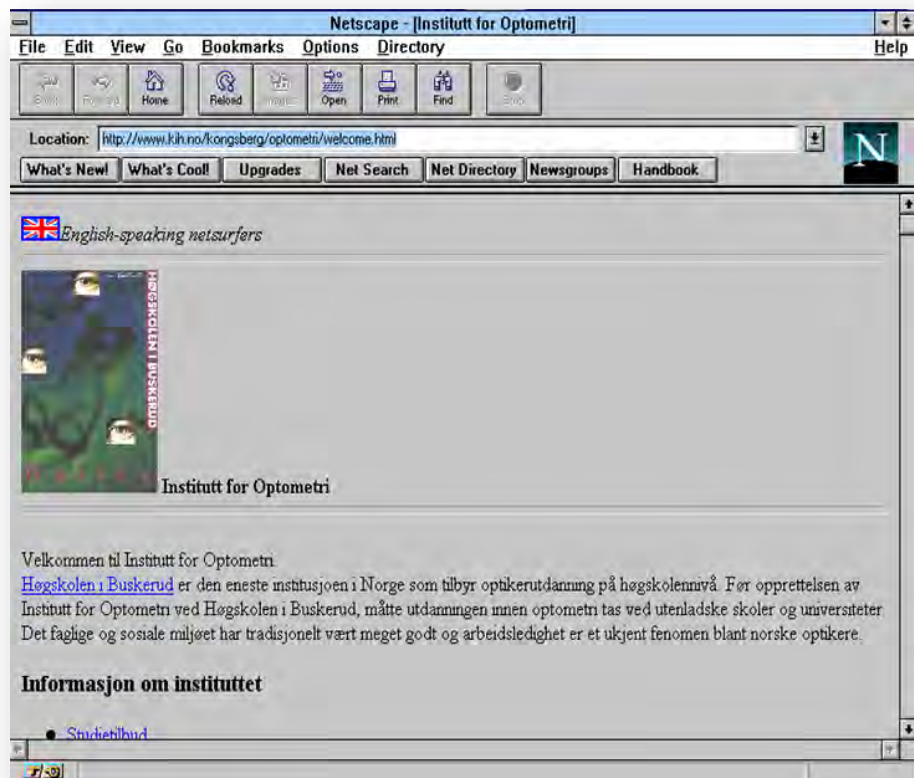 Netscape - [Institutt for Optometri]
File Edit View Go Bookmarks Options Directory Help
Home Reload Open Print Find
Location: http://www.kih.no/kongsberg/optometri/welcome.html
N
What's New! What's Cool! Upgrades Net Search Net Directory Newsgroups Handbook
English-speaking netsurfers
HØGSKOLEN I BUSKERUD
Institutt for Optometri
Velkommen til Institutt for Optometri.
Høgskolen i Buskerud er den eneste institusjoen i Norge som tilbyr optikerutdanning på høgskolennivå. Før opprettelsen av
Institutt for Optometri ved Høgskolen i Buskerud, måtte utdanningen innen optometri tas ved utenladske skoler og universiteter.
Det faglige og sosiale miljøet har tradisjonelt vært meget godt og arbeidsledighet er et ukjent fenomen blant norske optikere.
Informasjon om instituttet
Studietilbud